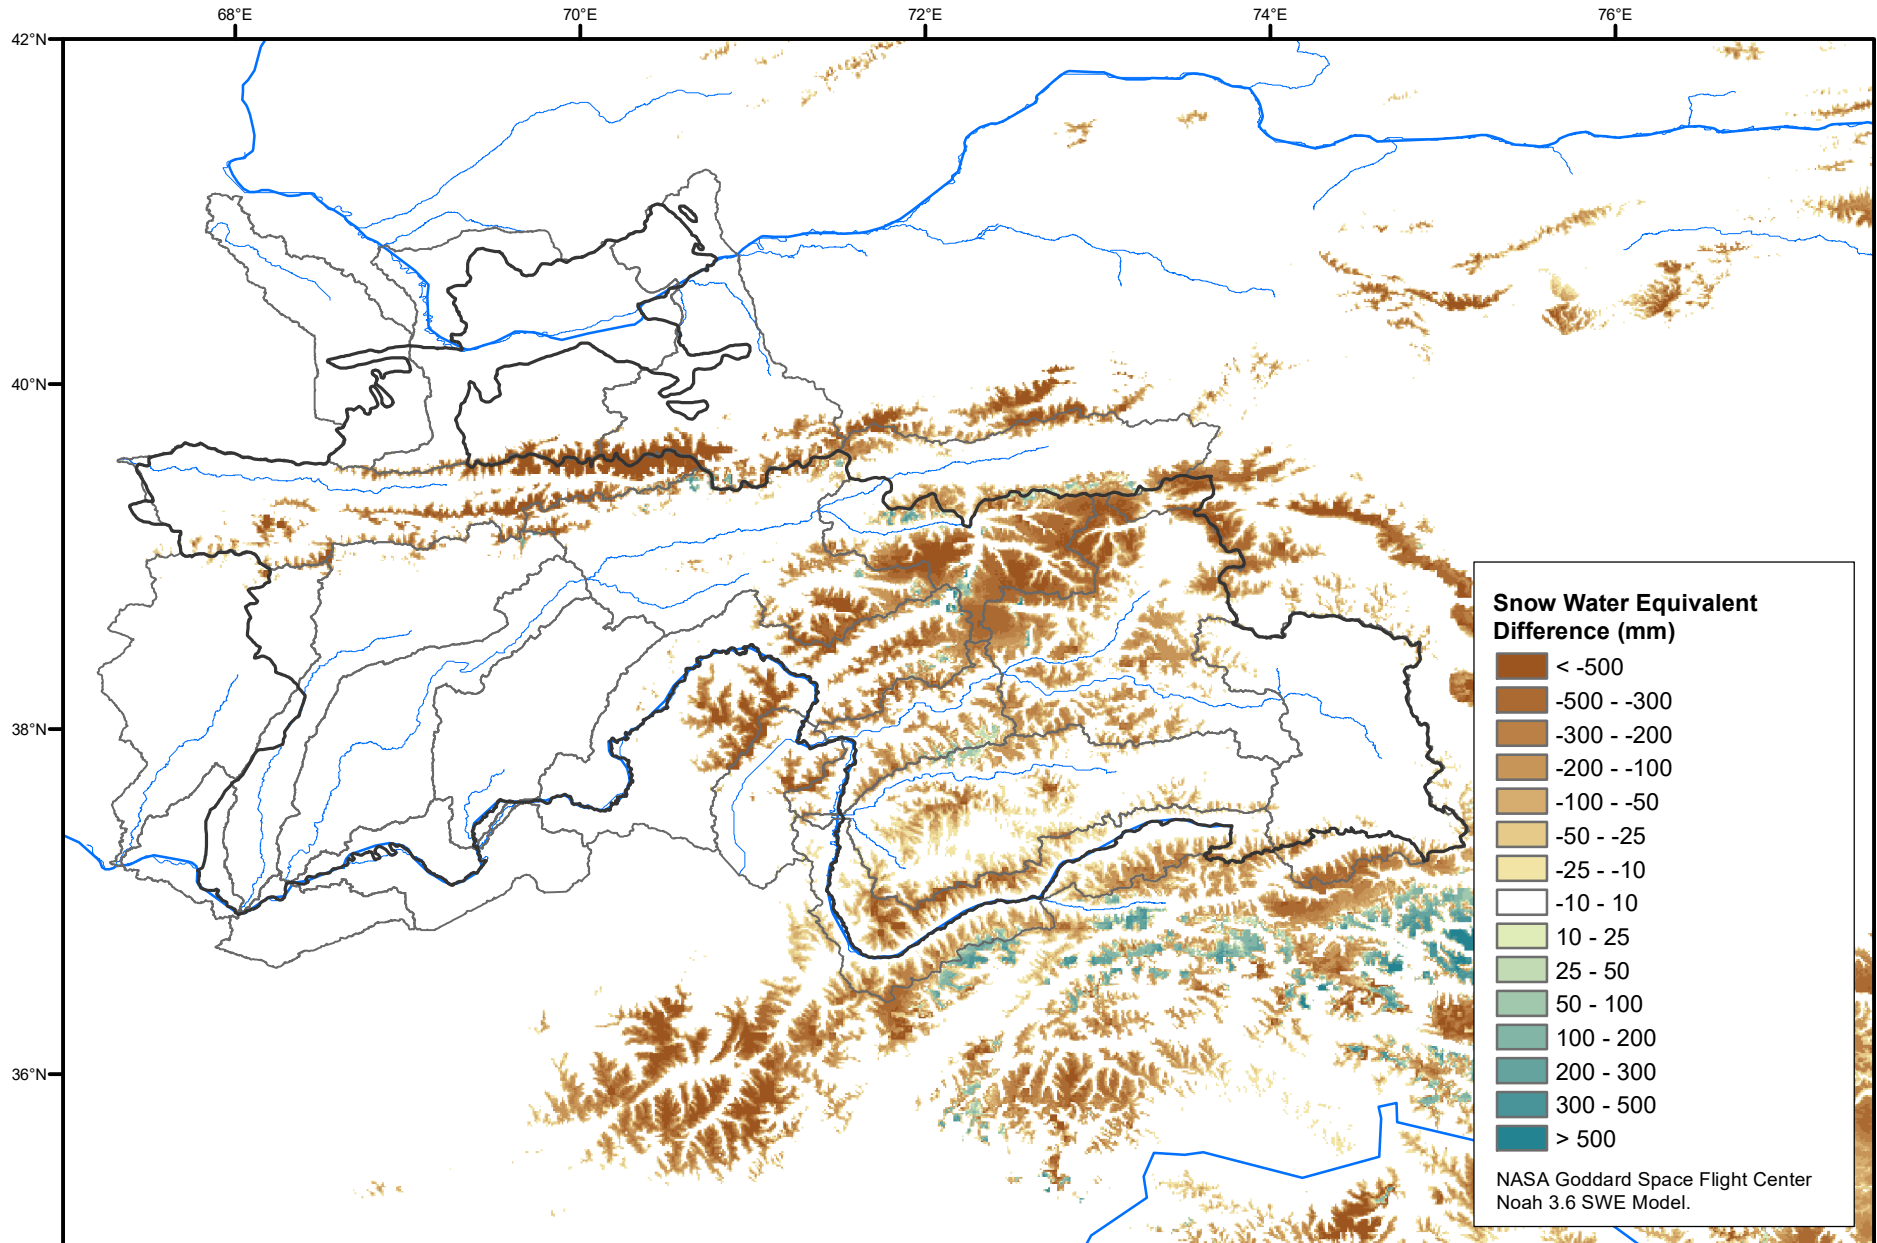 68°E
70°E
72°E
74°E
76°E
42°N
40°N
38°N
36°N
Snow Water Equivalent
Difference (mm)
< -500
-500 - -300
-300 - -200
-200 - -100
-100 - -50
-50 - -25
-25 - -10
-10 - 10
10 - 25
25 - 50
50 - 100
100 - 200
200 - 300
300 - 500
> 500
NASA Goddard Space Flight Center
Noah 3.6 SWE Model.